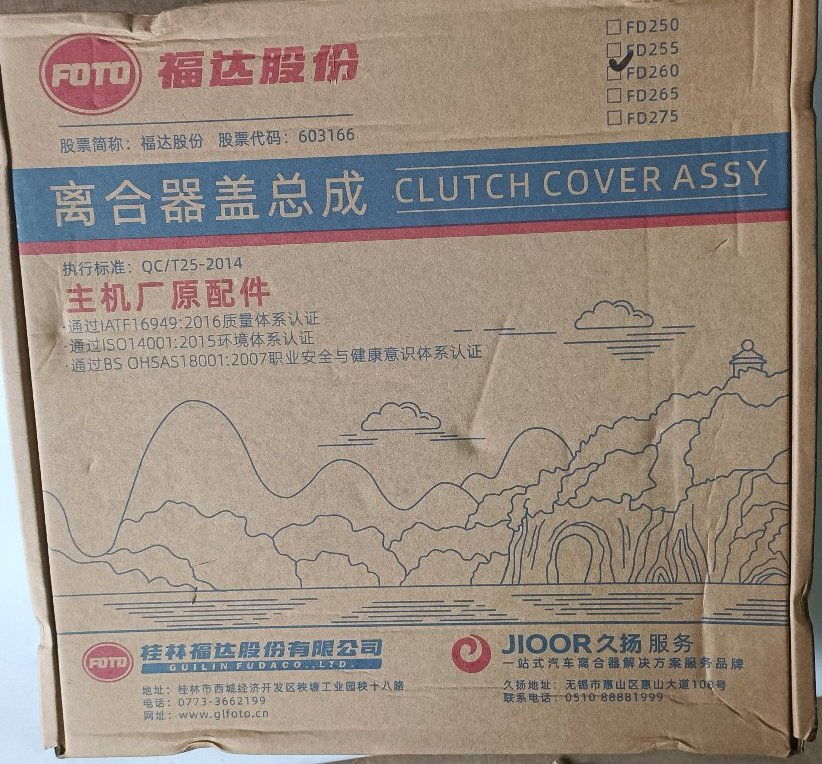 FOTO 福达股份
股票简称：福达股份 股票代码：603166
FD250
FD255
FD260
FD265
FD275
离合器盖总成 CLUTCH COVER ASSY
执行标准：QC/T25-2014
主机厂原配件
·通过IATF16949:2016质量体系认证
·通过ISO14001:2015环境体系认证
·通过BS OHSAS18001:2007职业安全与健康意识体系认证
FOTO 桂林福达股份有限公司
GUILIN FUDACO.,LTD.
地址：桂林市西城经济开发区秧塘工业园秧十八路
电话：0773-3662199
网址：www.glfoto.cn
JIOOR久扬 服务
一站式汽车离合器解决方案服务品牌
久扬地址：无锡市惠山区惠山大道108号
联系电话：0510 88881999